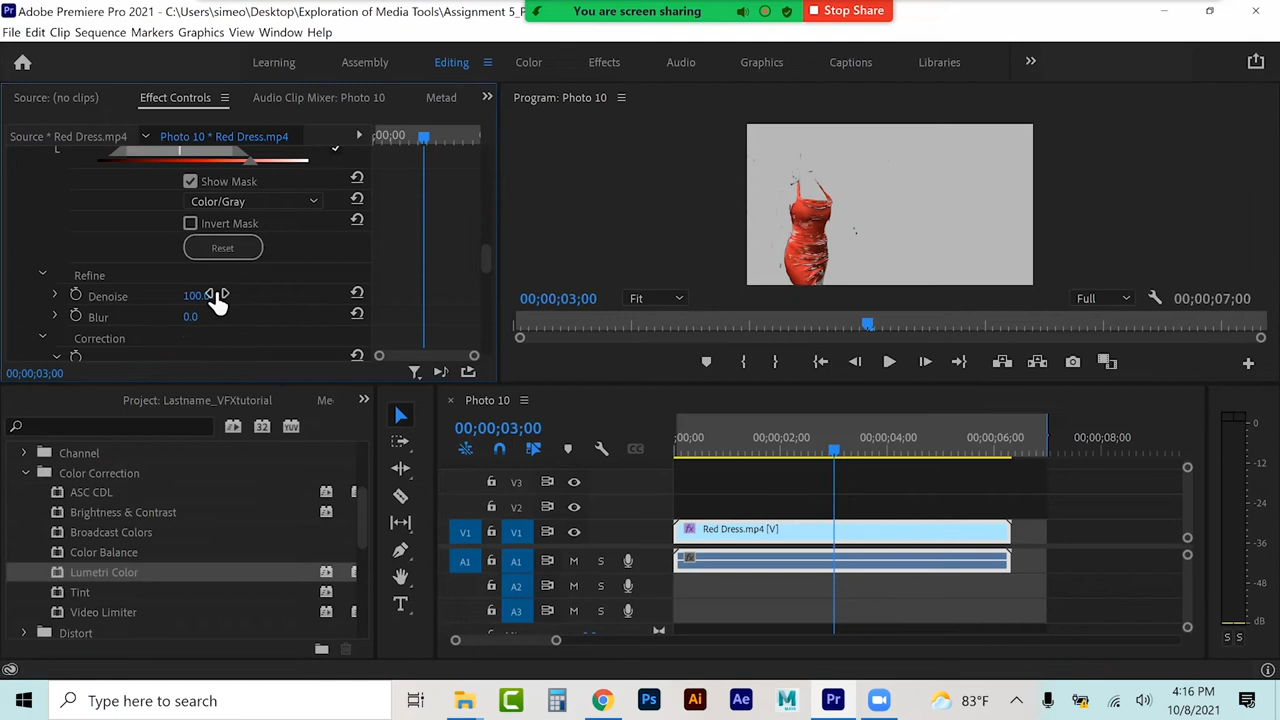 Adobe Premiere Pro 2021 - C:\Users\simeo\Desktop\Exploration of Media Tools\Assignment 5_P
You are screen sharing
Stop Share
File Edit Clip Sequence Markers Graphics View Window Help
Learning Assembly Editing Color Effects Audio Graphics Captions Libraries
Source: (no clips) Effect Controls Audio Clip Mixer: Photo 10 Metad
Program: Photo 10
Source * Red Dress.mp4 Photo 10 * Red Dress.mp4 :00;00
L
Show Mask
Color/Gray
Invert Mask
Reset
Refine
Denoise 100.0
Blur 0.0
Correction
00;00;03;00
00;00;03;00 Fit Full 00;00;07;00
Project: Lastname_VFXtutorial Me
Channel
Color Correction
ASC CDL
Brightness & Contrast
Broadcast Colors
Color Balance
Lumetri Color
Tint
Video Limiter
Distort
Photo 10
00;00;03;00
;00;00 00;00;02;00 00;00;04;00 00;00;06;00 00;00;08;00
V3
V2
V1 V1 Red Dress.mp4 [V]
A1 A1 M S
A2 M S
A3 M S
0
-12
-24
-36
-48
dB
S S
Type here to search
Ps Ai Ae M Pr
83°F
4:16 PM
10/8/2021